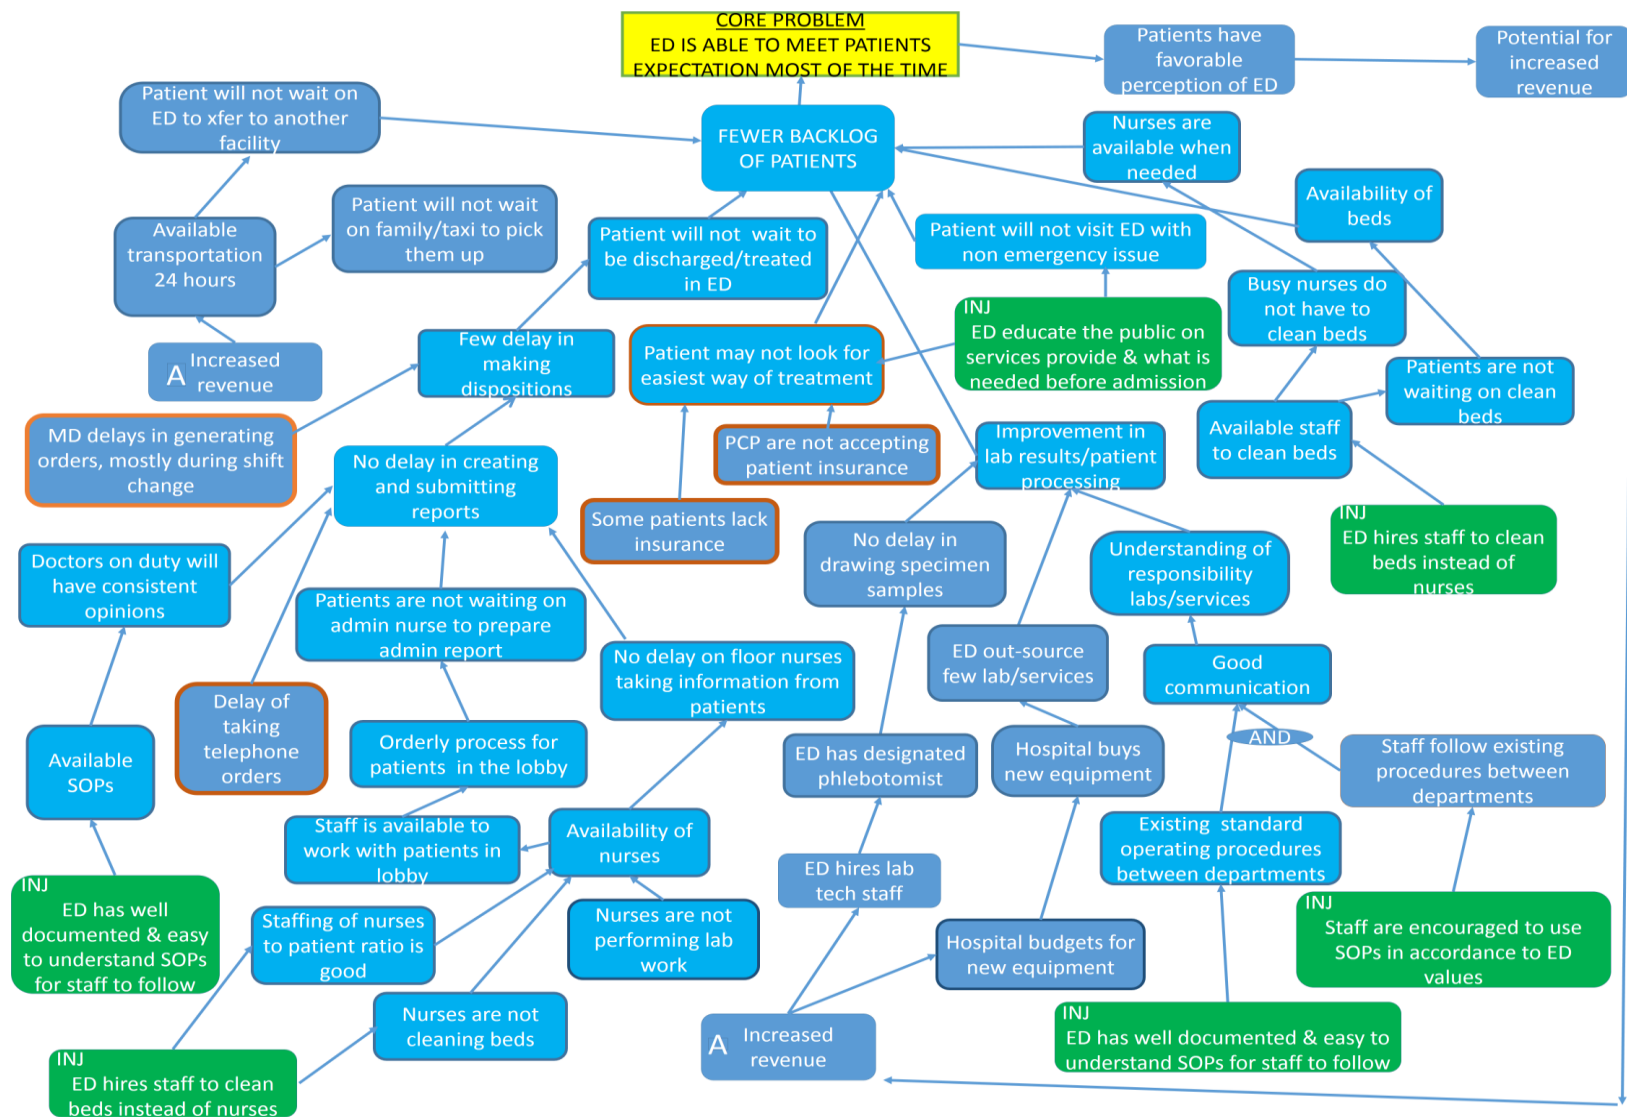 CORE PROBLEM
ED IS ABLE TO MEET PATIENTS
EXPECTATION MOST OF THE TIME
Patients have
favorable
perception of ED
Potential for
increased
revenue
Patient will not wait on
ED to xfer to another
facility
FEWER BACKLOG
OF PATIENTS
Nurses are
available when
needed
Availability of
beds
Available
transportation
24 hours
Patient will not wait
on family/taxi to pick
them up
Patient will not  wait to
be discharged/treated
in ED
Patient will not visit ED with
non emergency issue
Busy nurses do
not have to
clean beds
A
Increased
revenue
Few delay in
making
dispositions
Patient may not look for
easiest way of treatment
INJ
ED educate the public on
services provide & what is
needed before admission
Patients are not
waiting on clean
beds
MD delays in generating
orders, mostly during shift
change
No delay in creating
and submitting
reports
PCP are not accepting
patient insurance
Improvement in
lab results/patient
processing
Available staff
to clean beds
Some patients lack
insurance
No delay in
drawing specimen
samples
Understanding of
responsibility
labs/services
INJ
ED hires staff to clean
beds instead of
nurses
Doctors on duty will
have consistent
opinions
Patients are not waiting on
admin nurse to prepare
admin report
No delay on floor nurses
taking information from
patients
ED out-source
few lab/services
Good
communication
Delay of
taking
telephone
orders
Available
SOPs
Orderly process for
patients  in the lobby
ED has designated
phlebotomist
Hospital buys
new equipment
AND
Staff follow existing
procedures between
departments
Staff is available to
work with patients in
lobby
Availability of
nurses
ED hires lab
tech staff
Existing  standard
operating procedures
between departments
INJ
ED has well
documented & easy
to understand SOPs
for staff to follow
Staffing of nurses
to patient ratio is
good
Nurses are not
performing lab
work
Hospital budgets for
new equipment
INJ
Staff are encouraged to use
SOPs in accordance to ED
values
Nurses are not
cleaning beds
A
Increased
revenue
INJ
ED has well documented & easy to
understand SOPs for staff to follow
INJ
ED hires staff to clean
beds instead of nurses